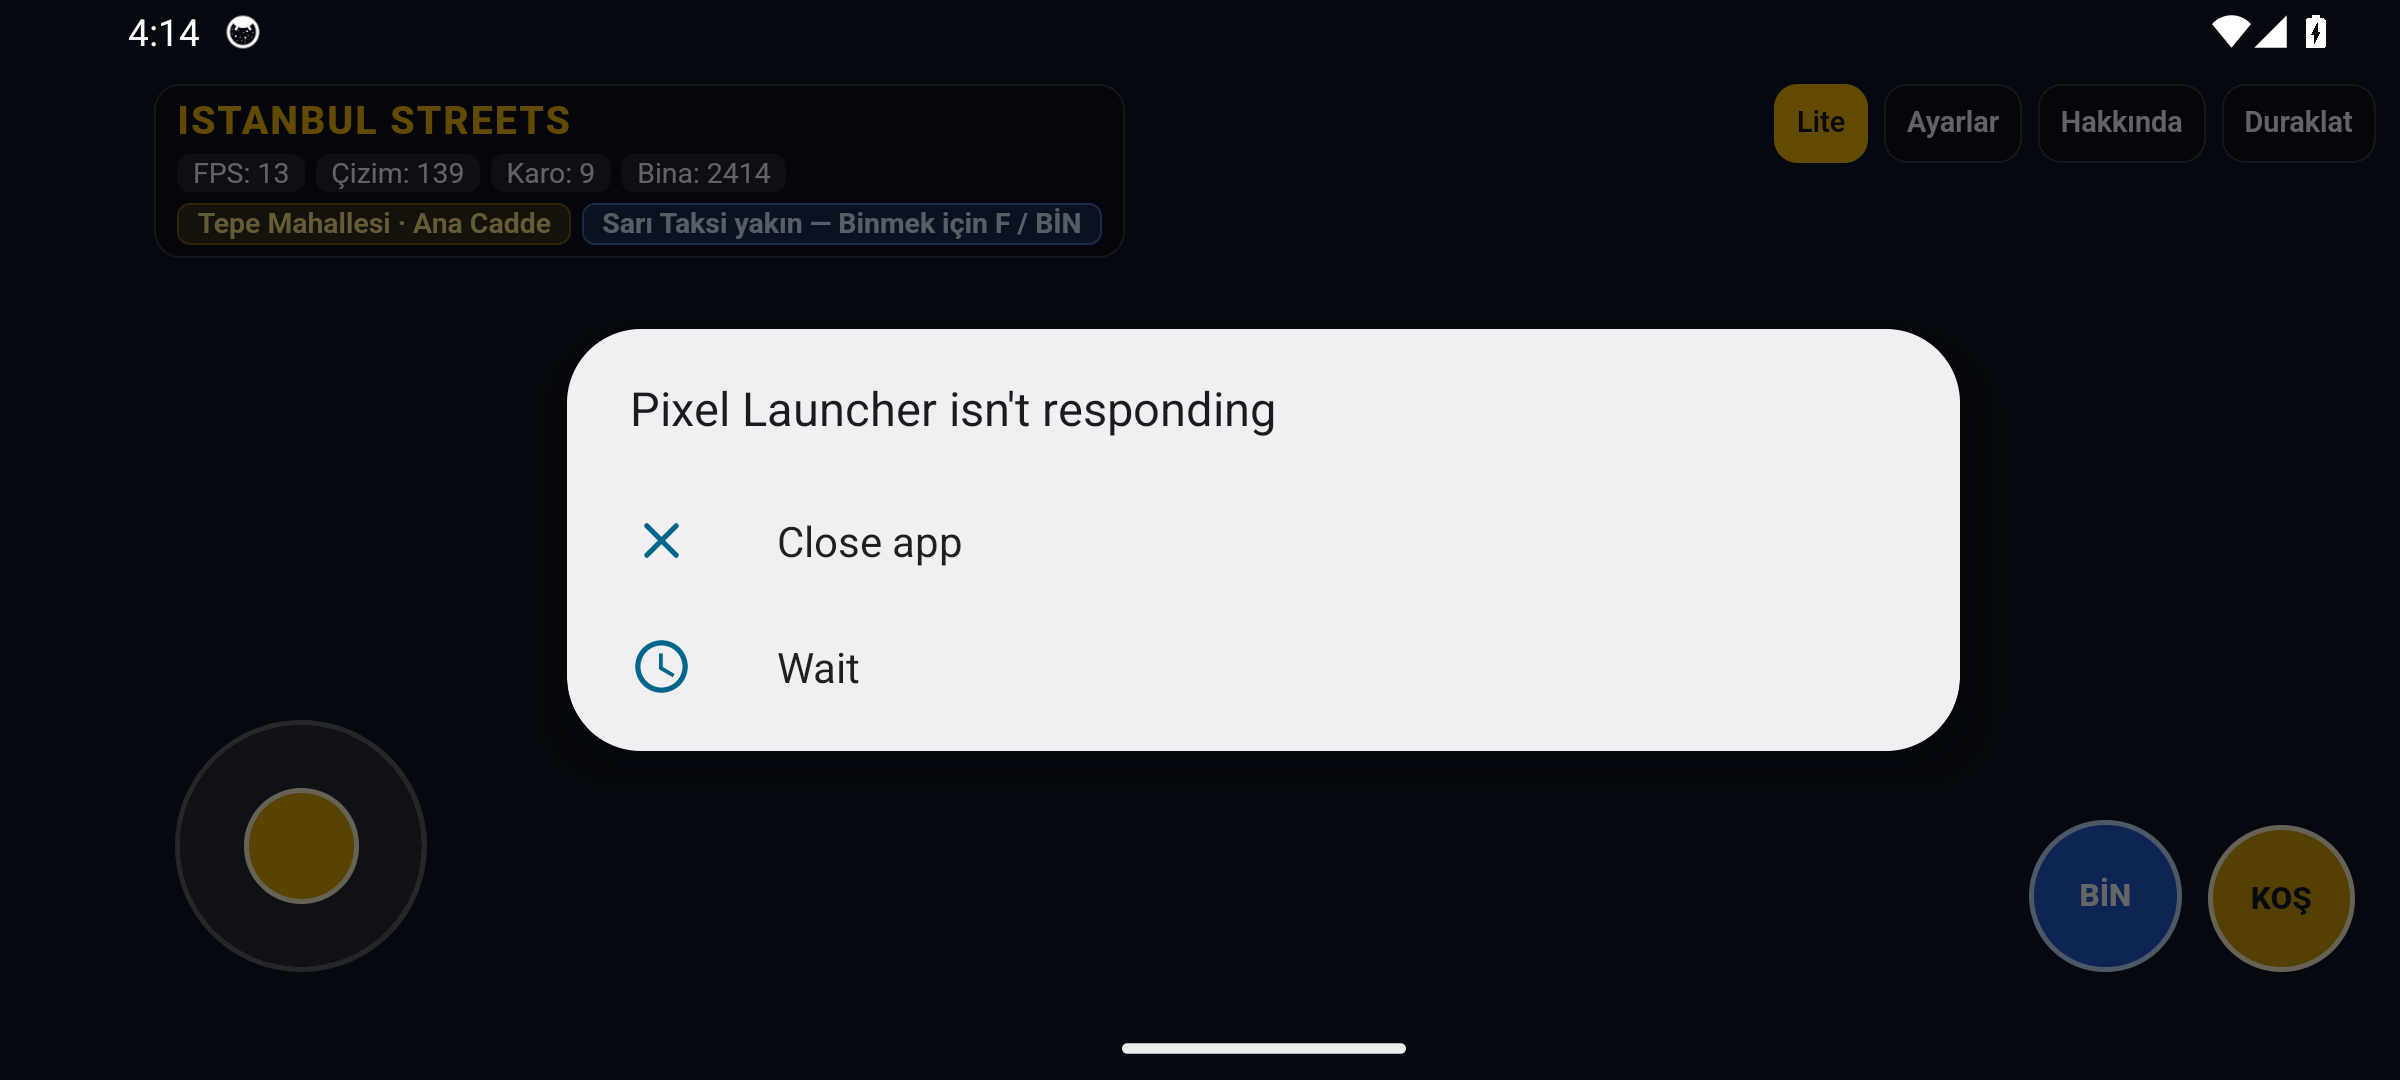 4:14
ISTANBUL STREETS
FPS: 13 Çizim: 139 Karo: 9 Bina: 2414
Tepe Mahallesi · Ana Cadde Sarı Taksi yakın — Binmek için F / BİN
Lite Ayarlar Hakkında Duraklat
Pixel Launcher isn't responding
Close app
Wait
BİN KOŞ